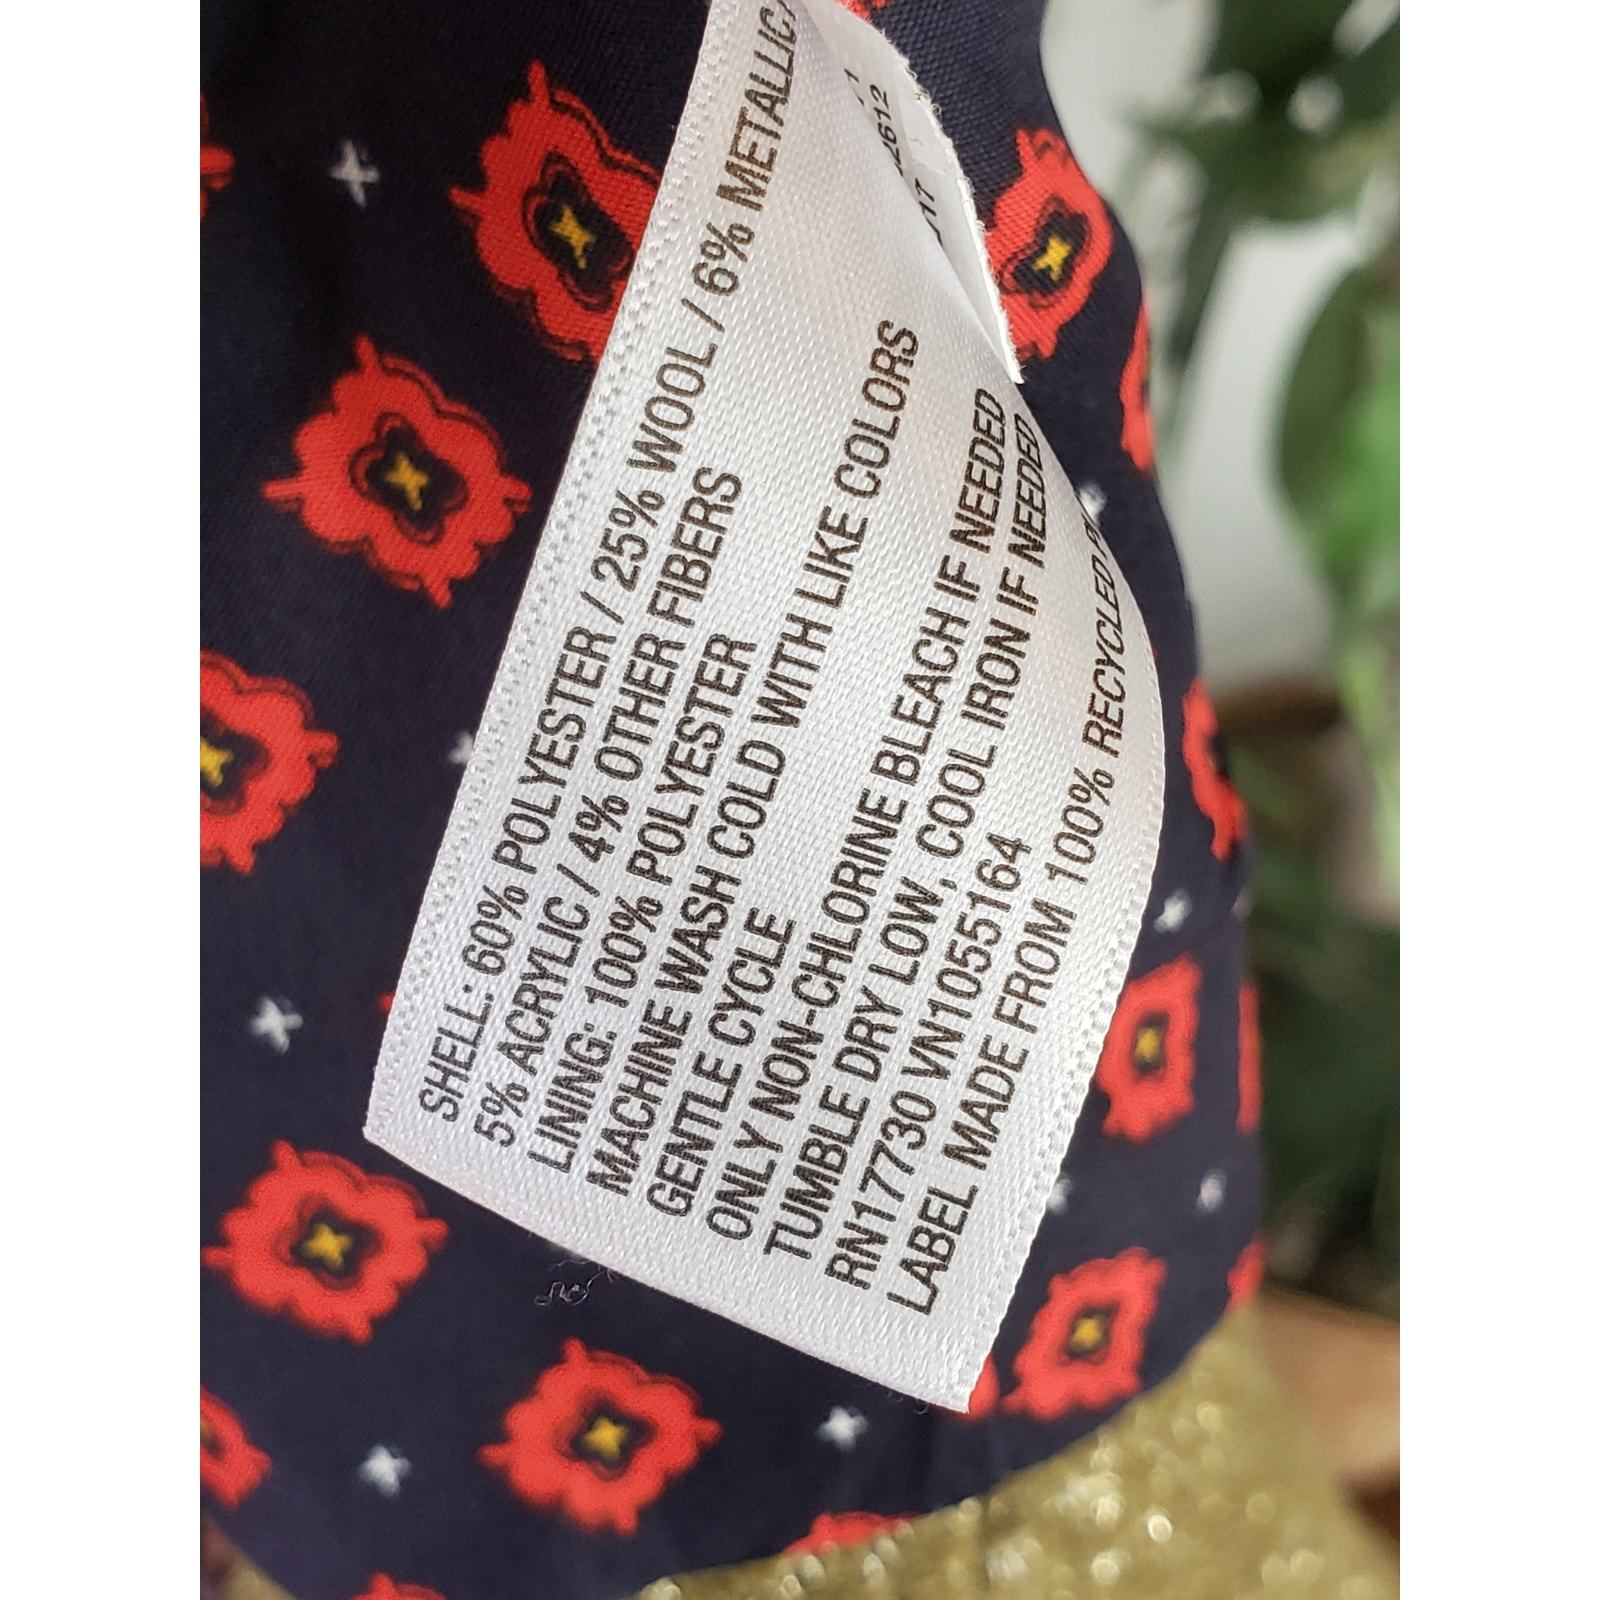 SHELL: 60% POLYESTER / 25% WOOL / 6% METALLIC /
5% ACRYLIC / 4% OTHER FIBERS
LINING: 100% POLYESTER
MACHINE WASH COLD WITH LIKE COLORS
GENTLE CYCLE
ONLY NON-CHLORINE BLEACH IF NEEDED
TUMBLE DRY LOW, COOL IRON IF NEEDED
RN17730 VN1055164
LABEL MADE FROM 100% RECYCLED